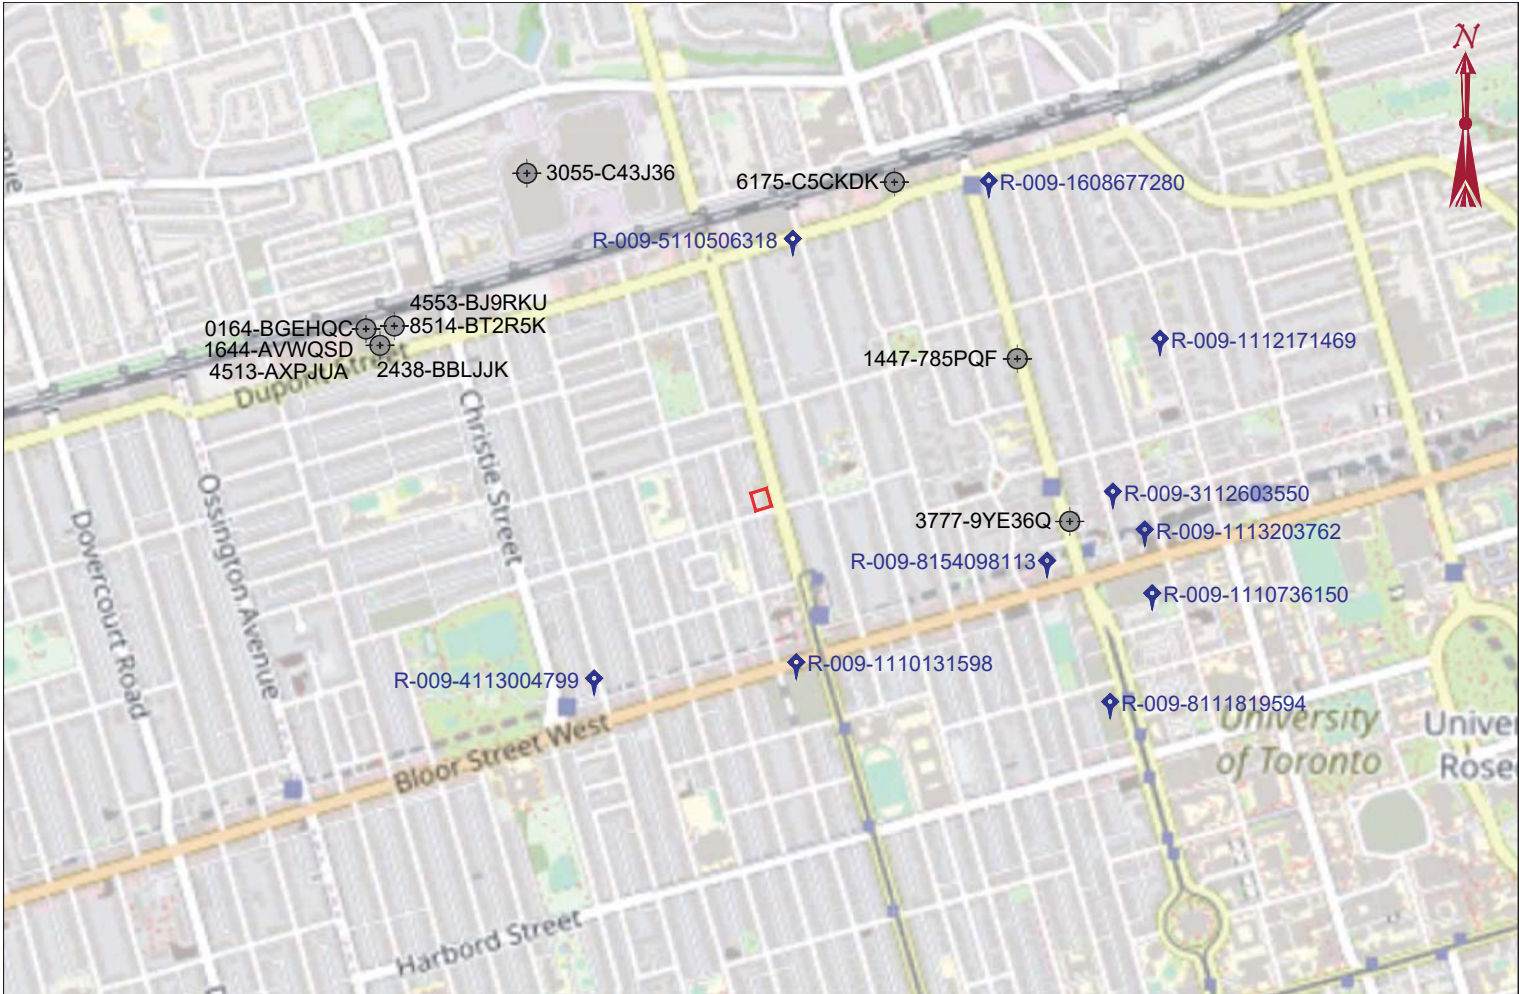 N
3055-C43J36
6175-C5CKDK
R-009-1608677280
R-009-5110506318
4553-BJ9RKU
0164-BGEHQC
8514-BT2R5K
1644-AVWQSD
4513-AXPJUA
2438-BBLJJK
Dupont Street
1447-785PQF
R-009-1112171469
Christie Street
Ossington Avenue
Dovercourt Road
R-009-3112603550
3777-9YE36Q
R-009-1113203762
R-009-8154098113
R-009-1110736150
R-009-1110131598
R-009-4113004799
R-009-8111819594
Bloor Street West
University
of Toronto
Univer
Rose
Harbord Street